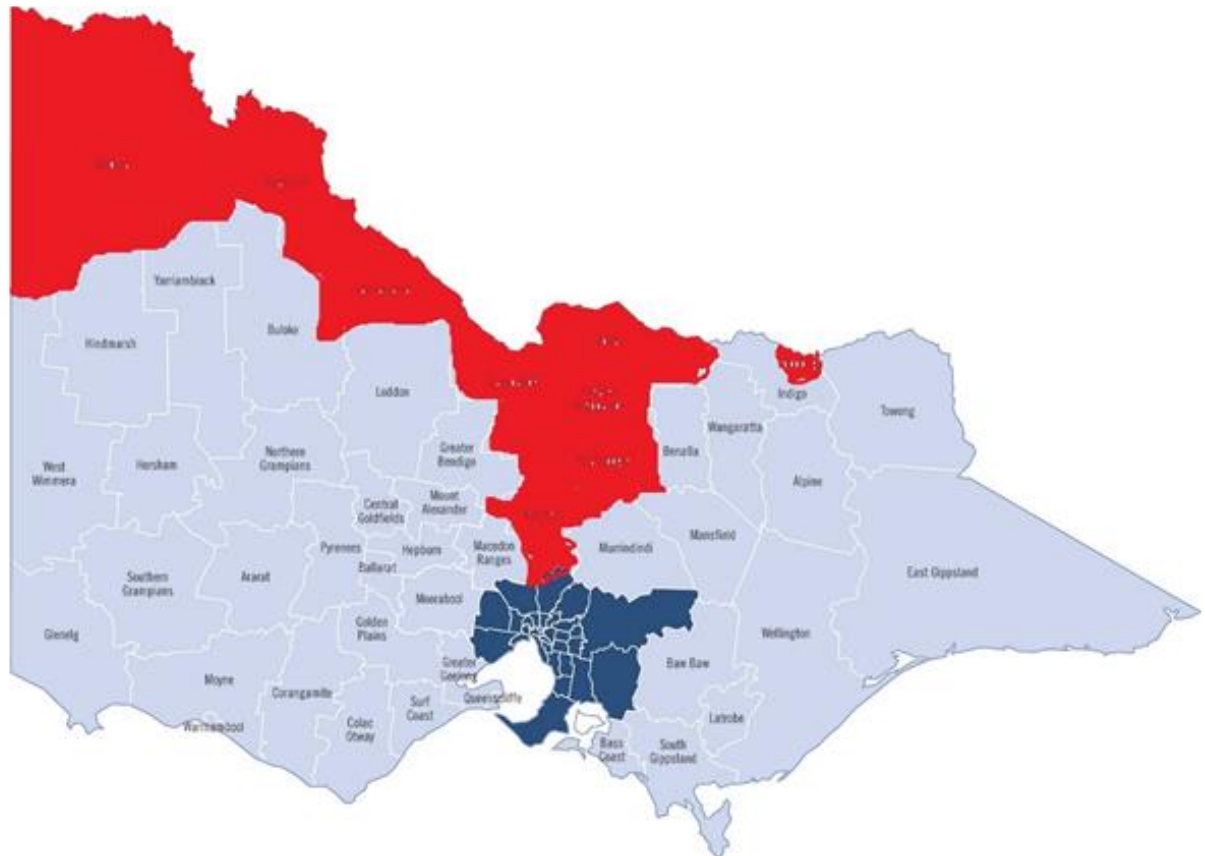 Yarriambiack
Hindmarsh
Buloke
Loddon
Indigo
Towong
Wangaratta
Benalla
Northern
Grampians
Greater
Bendigo
West
Wimmera
Horsham
Alpine
Central
Goldfields
Mount
Alexander
Mansfield
Murrindindi
Macedon
Ranges
Pyrenees
Hepburn
Ballarat
Southern
Grampians
Ararat
East Gippsland
Moorabool
Golden
Plains
Glenelg
Wellington
Baw Baw
Greater
Geelong
Moyne
Corangamite
Queenscliffe
Surf
Coast
Latrobe
Warrnambool
Colac
Otway
Bass
Coast
South
Gippsland